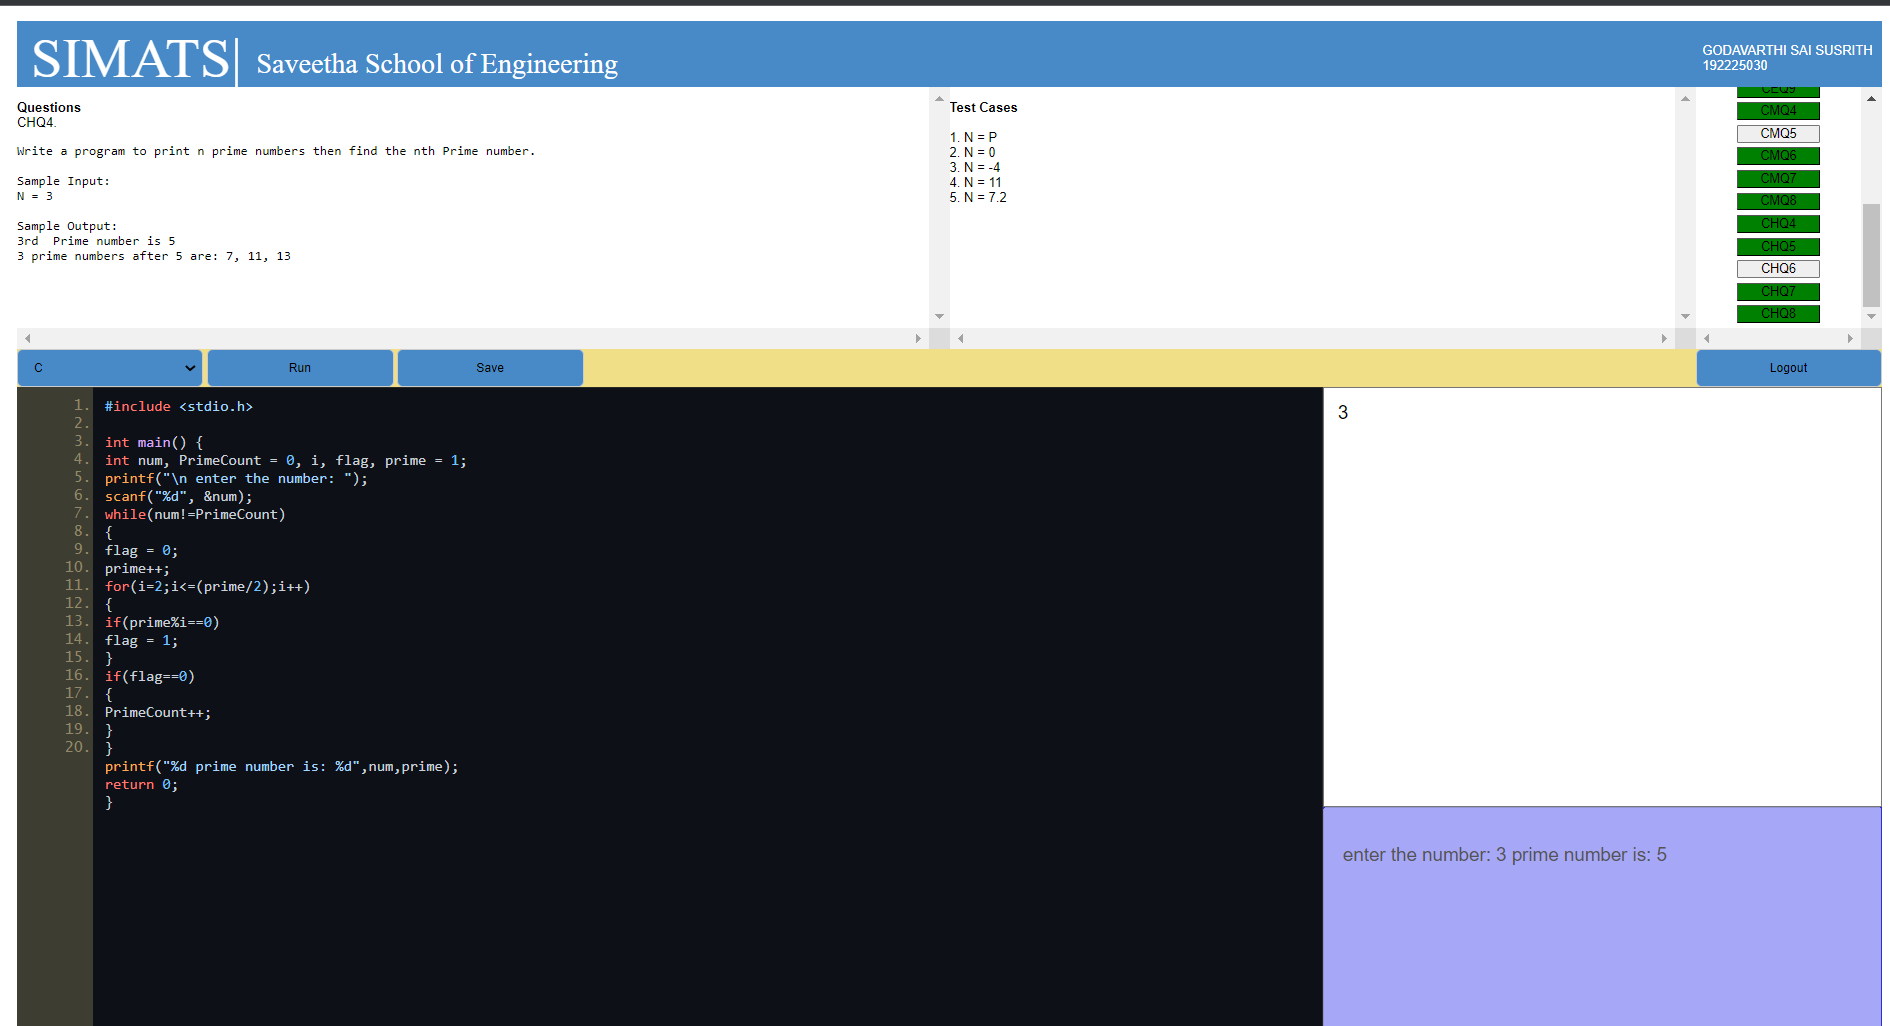 SIMATS| Saveetha School of Engineering
GODAVARTHI SAI SUSRITH
192225030
Questions
CHQ4.
Write a program to print n prime numbers then find the nth Prime number.
Sample Input:
N = 3
Sample Output:
3rd  Prime number is 5
3 prime numbers after 5 are: 7, 11, 13
Test Cases
1. N = P
2. N = 0
3. N = -4
4. N = 11
5. N = 7.2
CEQ9
CMQ4
CMQ5
CMQ6
CMQ7
CMQ8
CHQ4
CHQ5
CHQ6
CHQ7
CHQ8
C Run Save Logout
1. #include <stdio.h>
2.
3. int main() {
4. int num, PrimeCount = 0, i, flag, prime = 1;
5. printf("\n enter the number: ");
6. scanf("%d", &num);
7. while(num!=PrimeCount)
8. {
9. flag = 0;
10. prime++;
11. for(i=2;i<=(prime/2);i++)
12. {
13. if(prime%i==0)
14. flag = 1;
15. }
16. if(flag==0)
17. {
18. PrimeCount++;
19. }
20. }
printf("%d prime number is: %d",num,prime);
return 0;
}
3
enter the number: 3 prime number is: 5